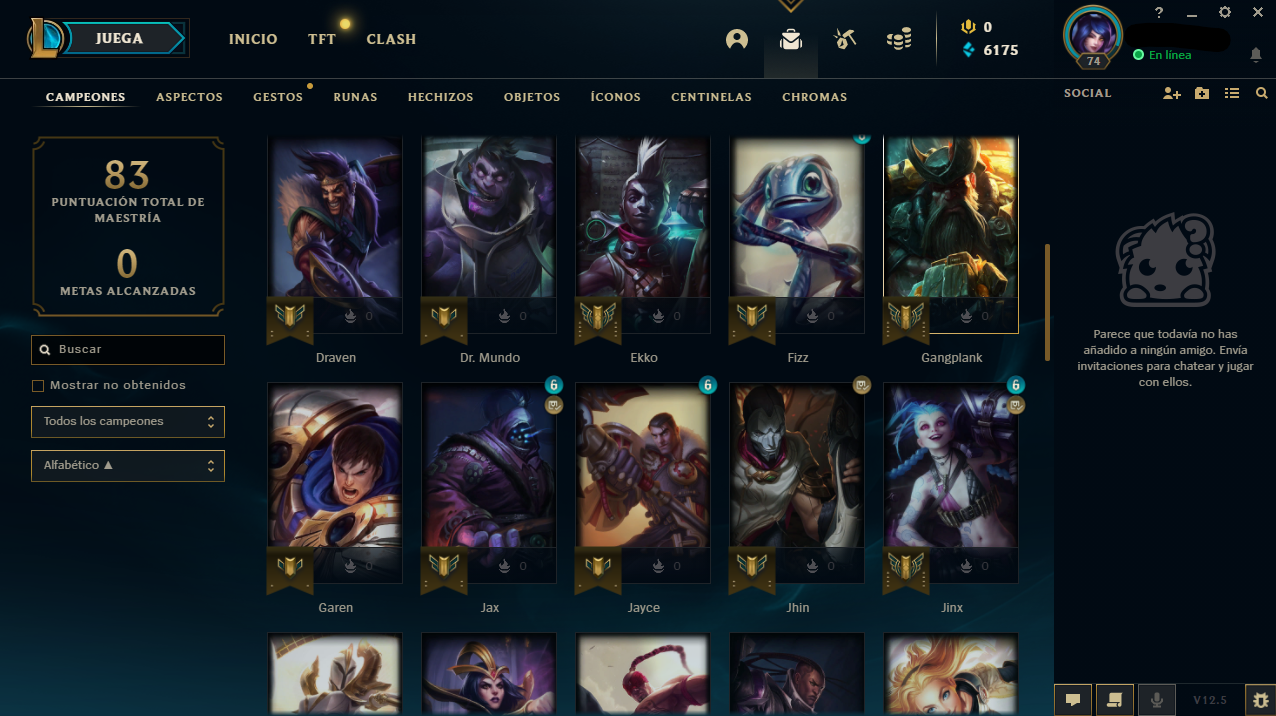 JUEGA
INICIO
TFT
CLASH
0
6175
?
74
En línea
CAMPEONES
ASPECTOS
GESTOS
RUNAS
HECHIZOS
OBJETOS
ÍCONOS
CENTINELAS
CHROMAS
SOCIAL
83
PUNTUACIÓN TOTAL DE
MAESTRÍA
0
METAS ALCANZADAS
Buscar
Mostrar no obtenidos
Todos los campeones
Alfabético ▲
0
0
0
0
0
Draven
Dr. Mundo
Ekko
Fizz
Gangplank
6
6
6
0
0
0
0
0
Garen
Jax
Jayce
Jhin
Jinx
Parece que todavía no has
añadido a ningún amigo. Envía
invitaciones para chatear y jugar
con ellos.
V12.5